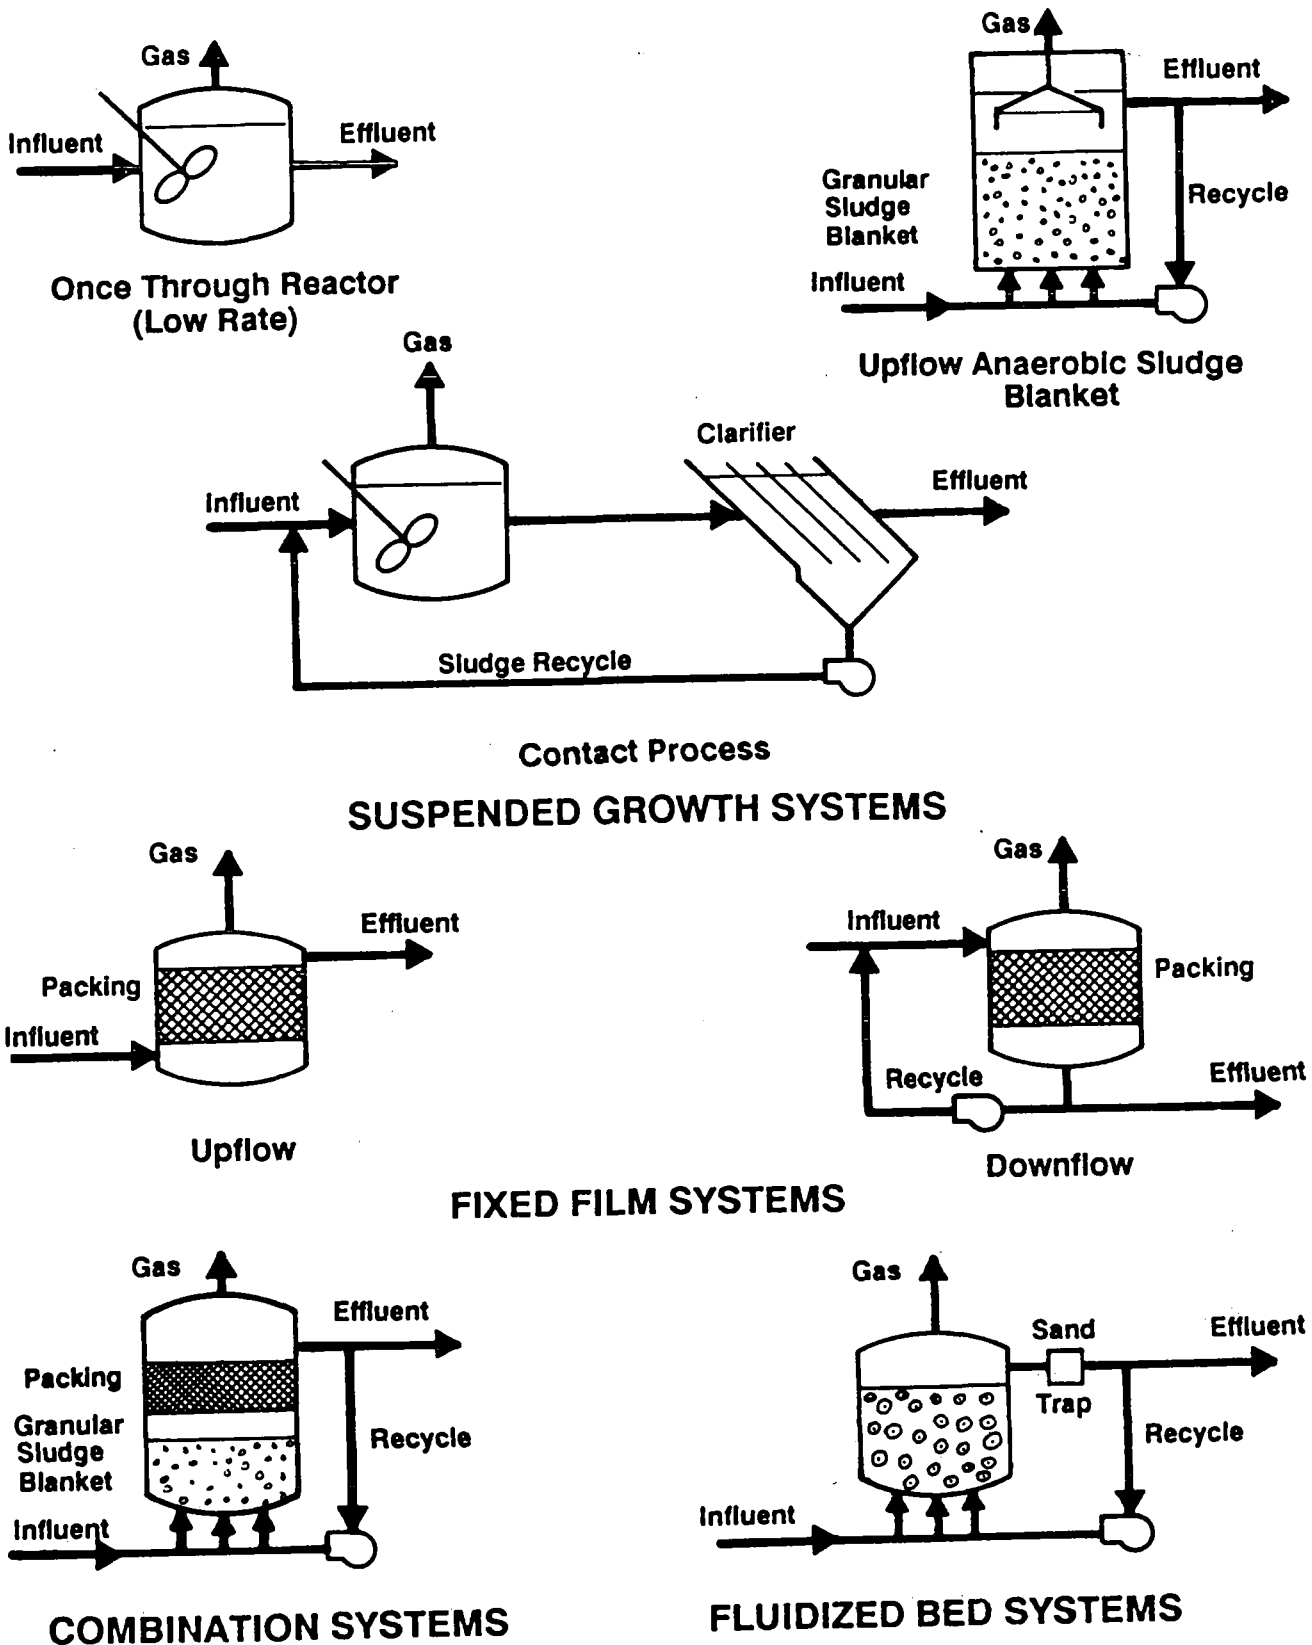 Gas
Influent
Effluent
Once Through Reactor
(Low Rate)
Gas
Effluent
Granular
Sludge
Blanket
Recycle
Influent
Upflow Anaerobic Sludge
Blanket
Gas
Clarifier
Influent
Effluent
Sludge Recycle
Contact Process
SUSPENDED GROWTH SYSTEMS
Gas
Effluent
Packing
Influent
Upflow
Gas
Influent
Packing
Recycle
Effluent
Downflow
FIXED FILM SYSTEMS
Gas
Effluent
Packing
Granular
Sludge
Blanket
Recycle
Influent
COMBINATION SYSTEMS
Gas
Sand
Trap
Effluent
Recycle
Influent
FLUIDIZED BED SYSTEMS